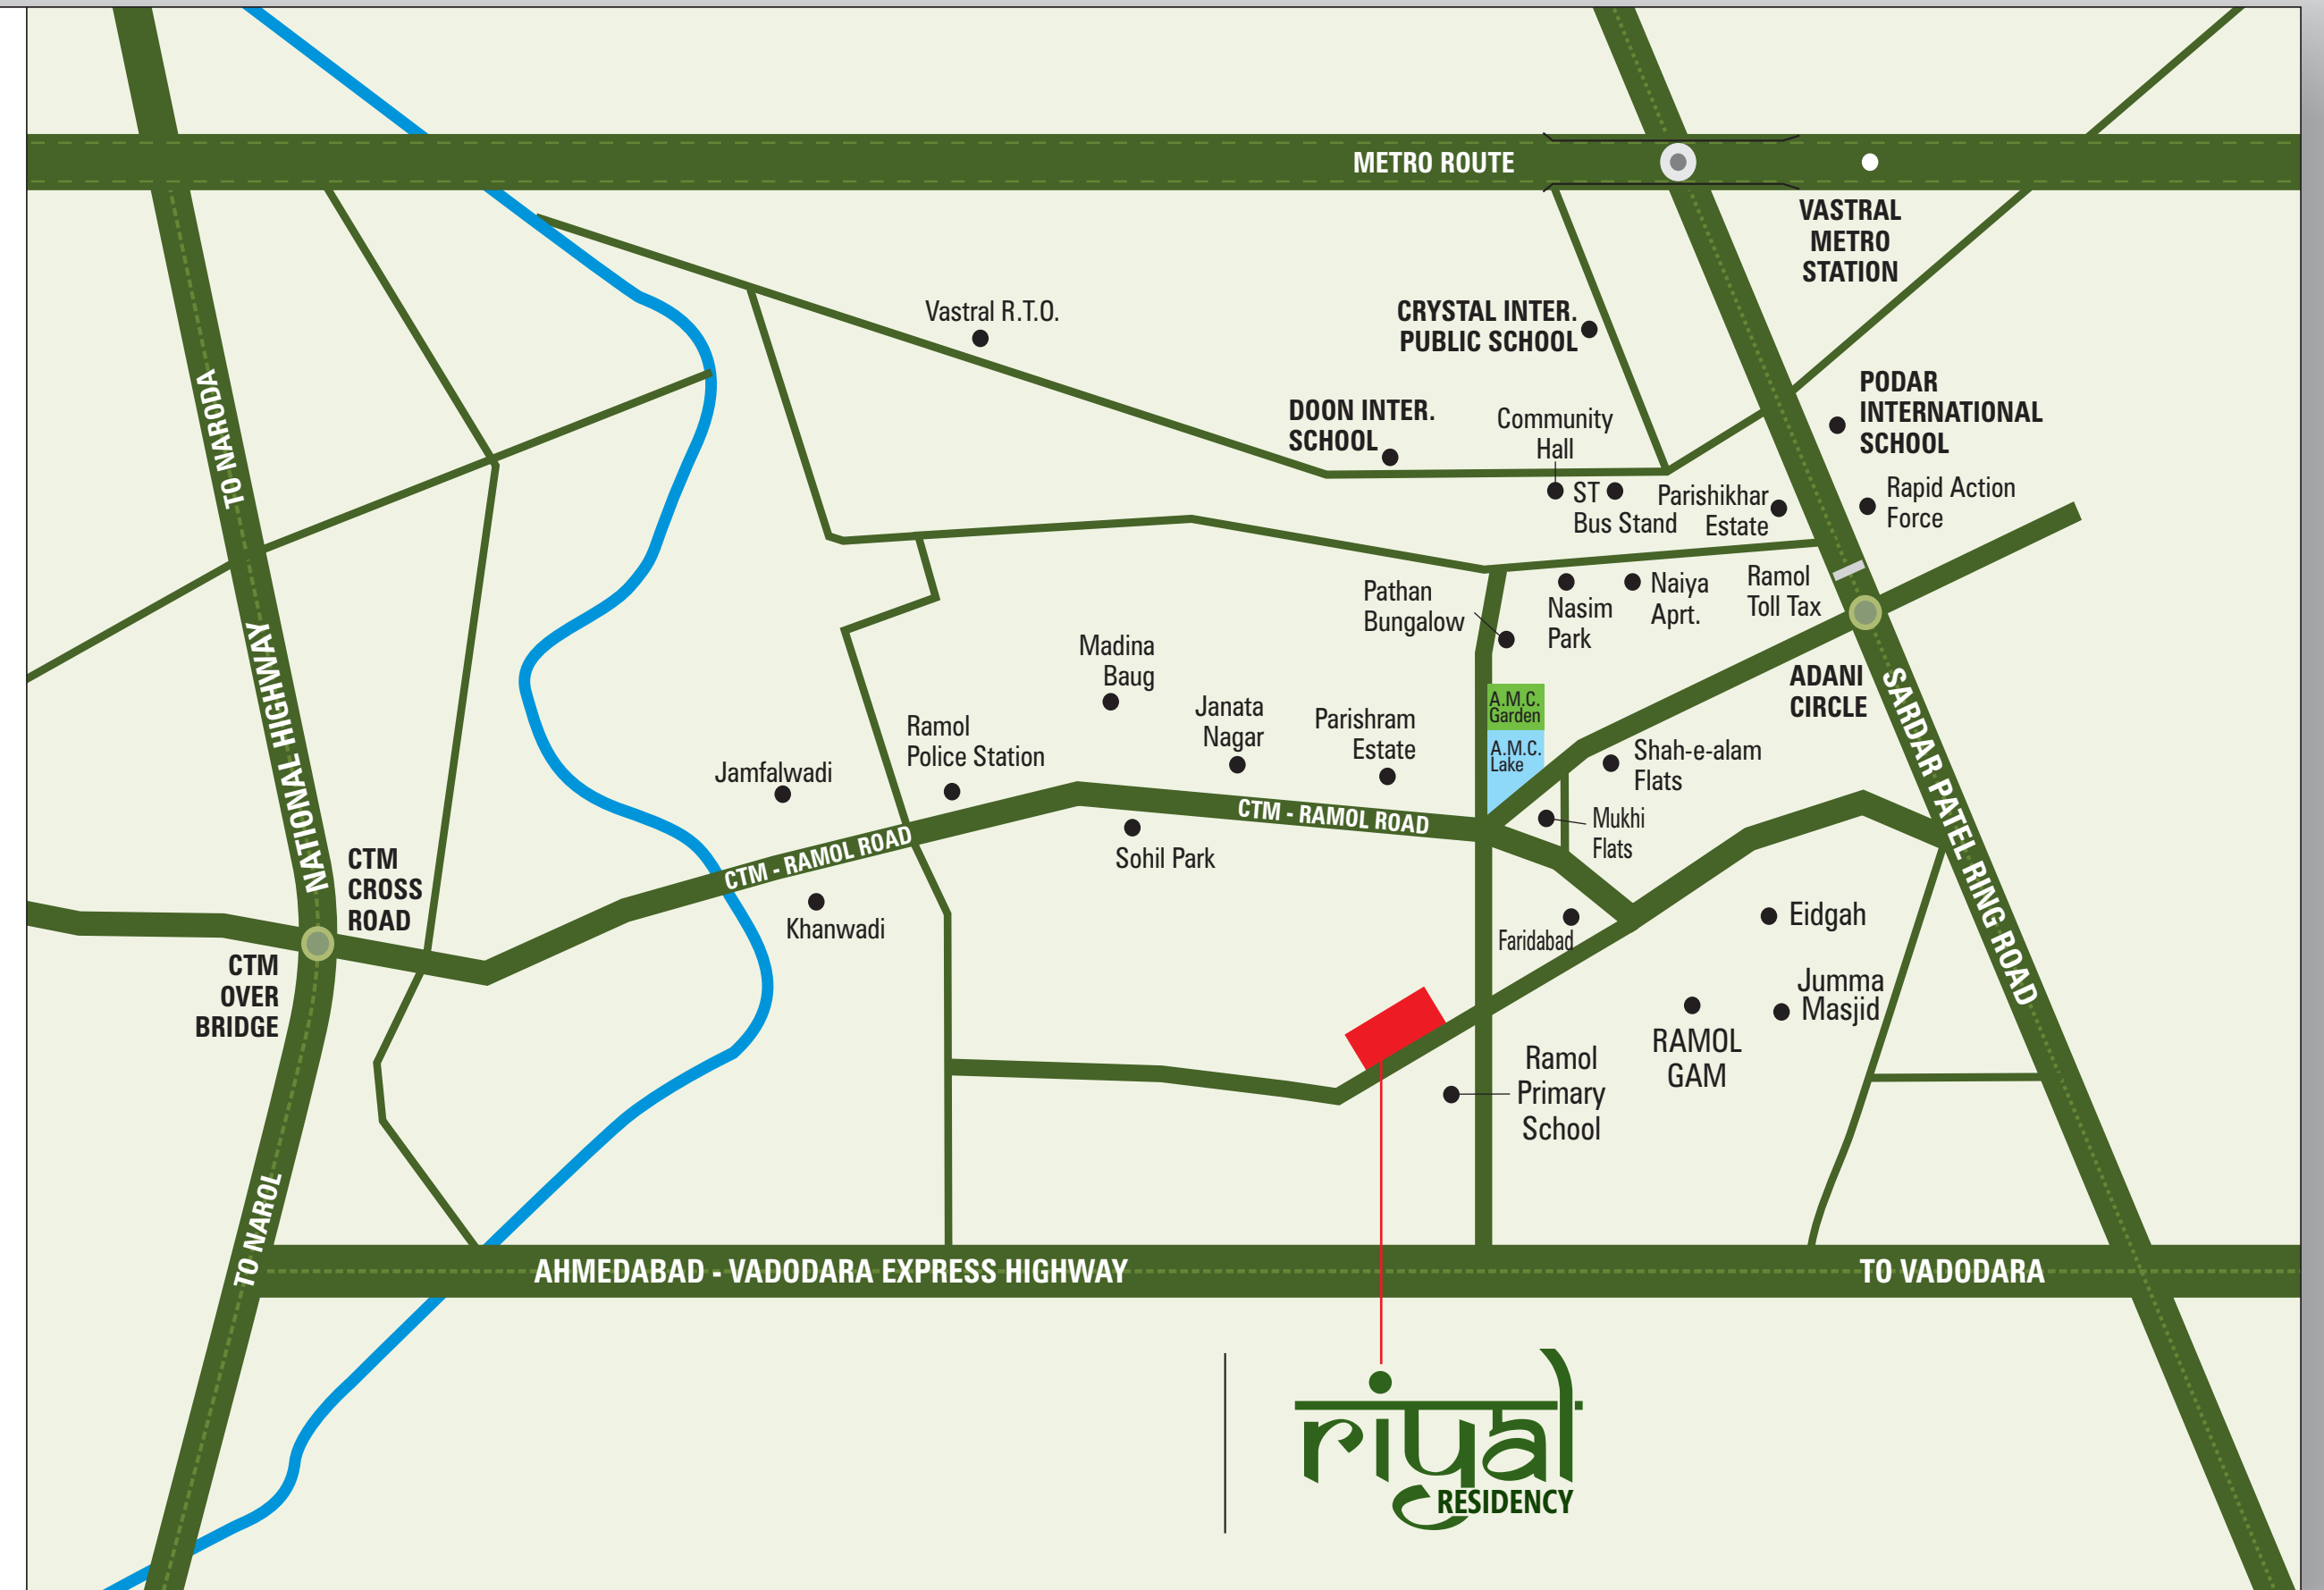 METRO ROUTE
VASTRAL
METRO
STATION
Vastral R.T.O.
CRYSTAL INTER.
PUBLIC SCHOOL
PODAR
INTERNATIONAL
SCHOOL
DOON INTER.
SCHOOL
Community
Hall
TO NARODA
ST
Bus Stand
Parishikhar
Estate
Rapid Action
Force
Pathan
Bungalow
Nasim
Park
Naiya
Aprt.
Ramol
Toll Tax
Madina
Baug
ADANI
CIRCLE
NATIONAL HIGHWAY
Janata
Nagar
Parishram
Estate
A.M.C.
Garden
A.M.C.
Lake
Ramol
Police Station
Shah-e-alam
Flats
Jamfalwadi
CTM - RAMOL ROAD
CTM - RAMOL ROAD
Mukhi
Flats
Sohil Park
SARDAR PATEL RING ROAD
CTM
CROSS
ROAD
Khanwadi
Faridabad
Eidgah
CTM
OVER
BRIDGE
Jumma
Masjid
RAMOL
GAM
Ramol
Primary
School
TO NAROL
AHMEDABAD - VADODARA EXPRESS HIGHWAY
TO VADODARA
riyal
RESIDENCY